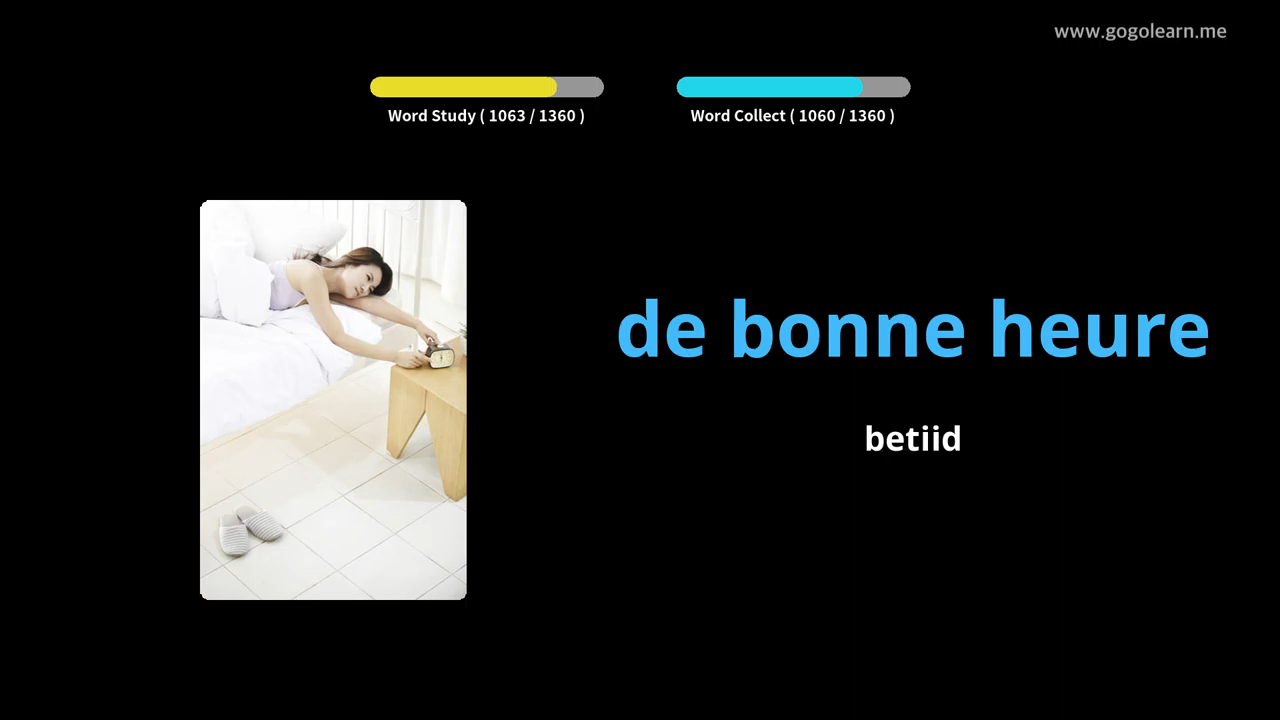 www.gogolearn.me
Word Study ( 1063 / 1360 )
Word Collect ( 1060 / 1360 )
de bonne heure
betiid